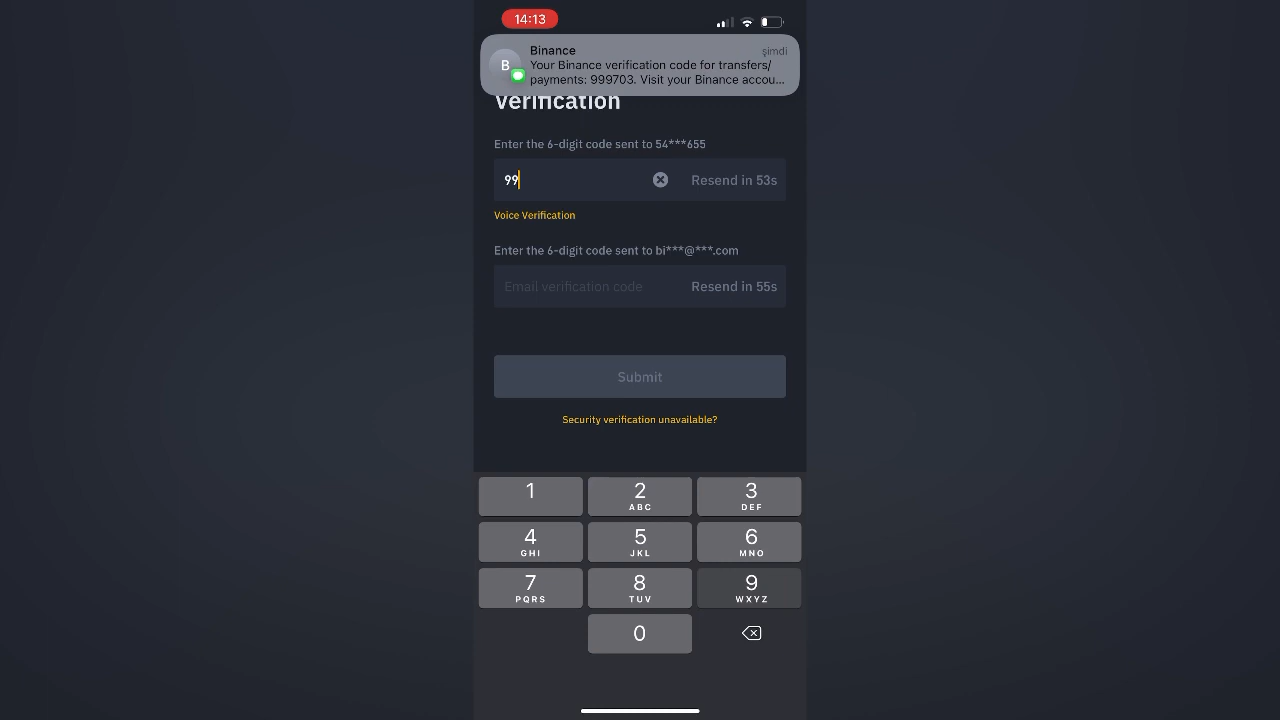 14:13
B
Binance
şimdi
Your Binance verification code for transfers/
payments: 999703. Visit your Binance accou...
Verification
Enter the 6-digit code sent to 54***655
99
Resend in 53s
Voice Verification
Enter the 6-digit code sent to bi***@***.com
Email verification code
Resend in 55s
Submit
Security verification unavailable?
1
2
ABC
3
DEF
4
GHI
5
JKL
6
MNO
7
PQRS
8
TUV
9
WXYZ
0